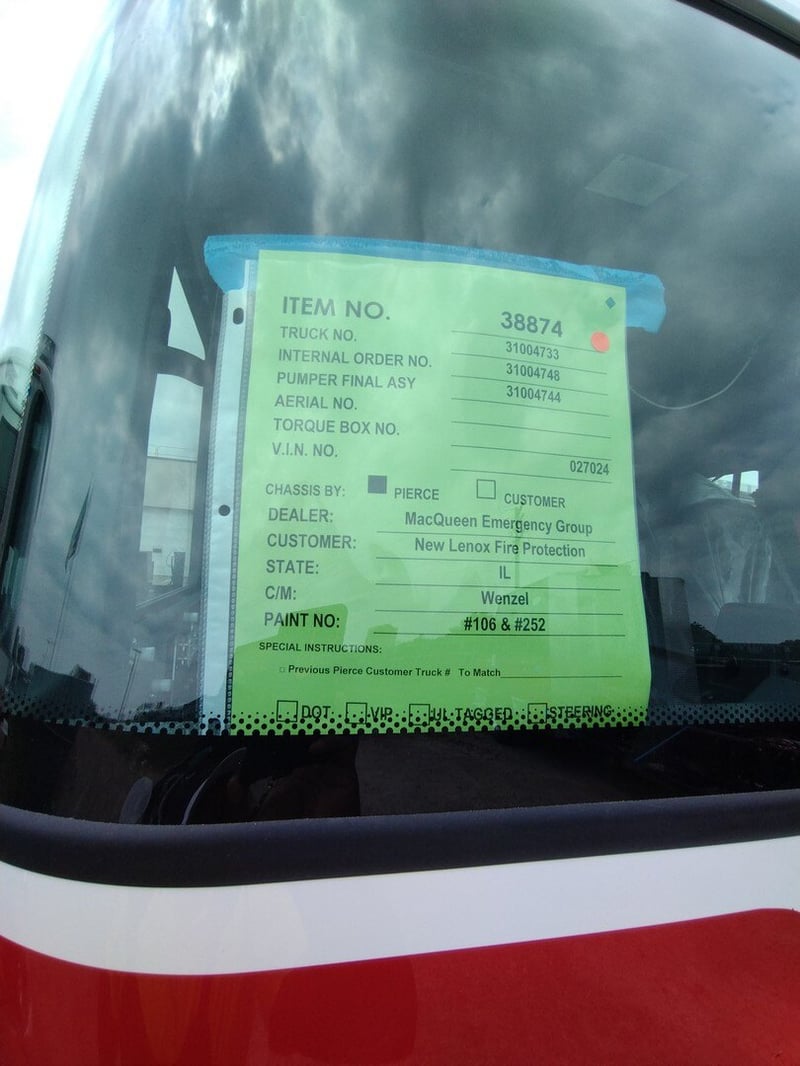 ITEM NO. 38874
TRUCK NO. 31004733
INTERNAL ORDER NO. 31004748
PUMPER FINAL ASY 31004744
AERIAL NO.
TORQUE BOX NO.
V.I.N. NO. 027024
CHASSIS BY: PIERCE CUSTOMER
DEALER: MacQueen Emergency Group
CUSTOMER: New Lenox Fire Protection
STATE: IL
C/M: Wenzel
PAINT NO: #106 & #252
SPECIAL INSTRUCTIONS:
Previous Pierce Customer Truck # To Match
DOT VIP UL TAGGED STEERING